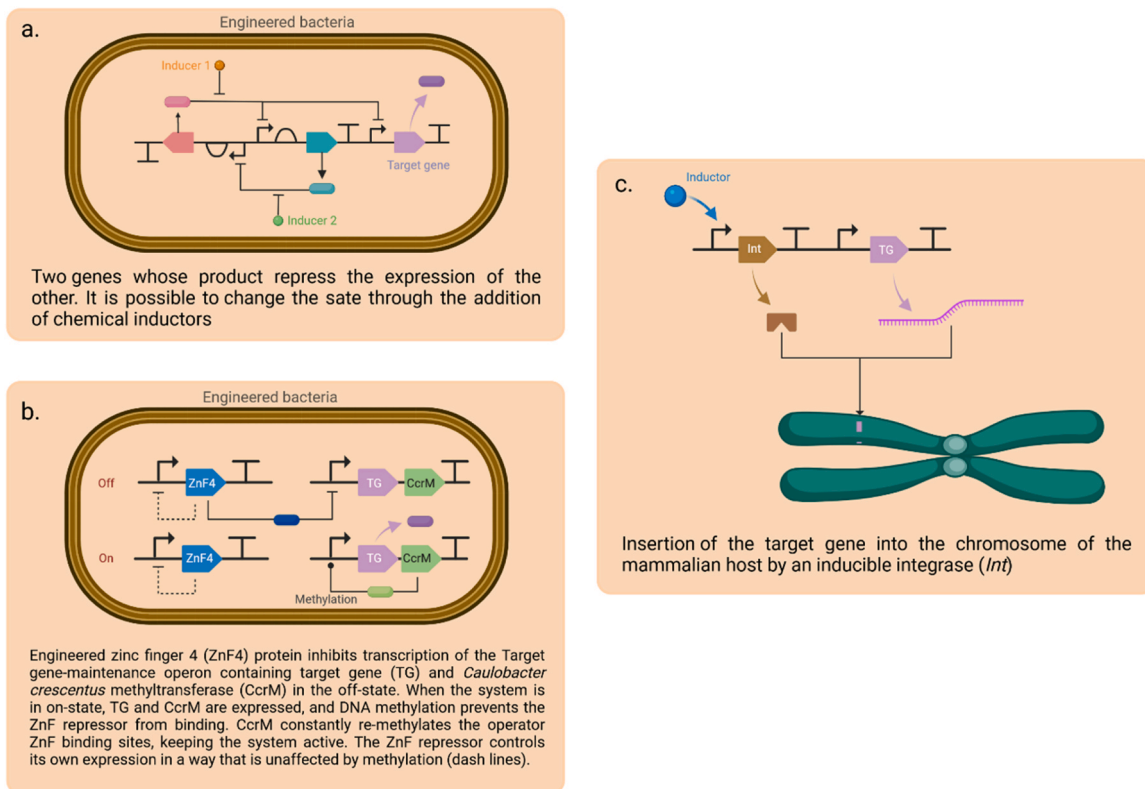 a.
Engineered bacteria
Inducer 1
Target gene
Inducer 2
Two genes whose product repress the expression of the
other. It is possible to change the sate through the addition
of chemical inductors
b.
Engineered bacteria
Off
ZnF4
TG
CcrM
On
ZnF4
TG
CcrM
Methylation
Engineered zinc finger 4 (ZnF4) protein inhibits transcription of the Target
gene-maintenance operon containing target gene (TG) and Caulobacter
crescentus methyltransferase (CcrM) in the off-state. When the system is
in on-state, TG and CcrM are expressed, and DNA methylation prevents the
ZnF repressor from binding. CcrM constantly re-methylates the operator
ZnF binding sites, keeping the system active. The ZnF repressor controls
its own expression in a way that is unaffected by methylation (dash lines).
c.
Inductor
Int
TG
Insertion of the target gene into the chromosome of the
mammalian host by an inducible integrase (Int)